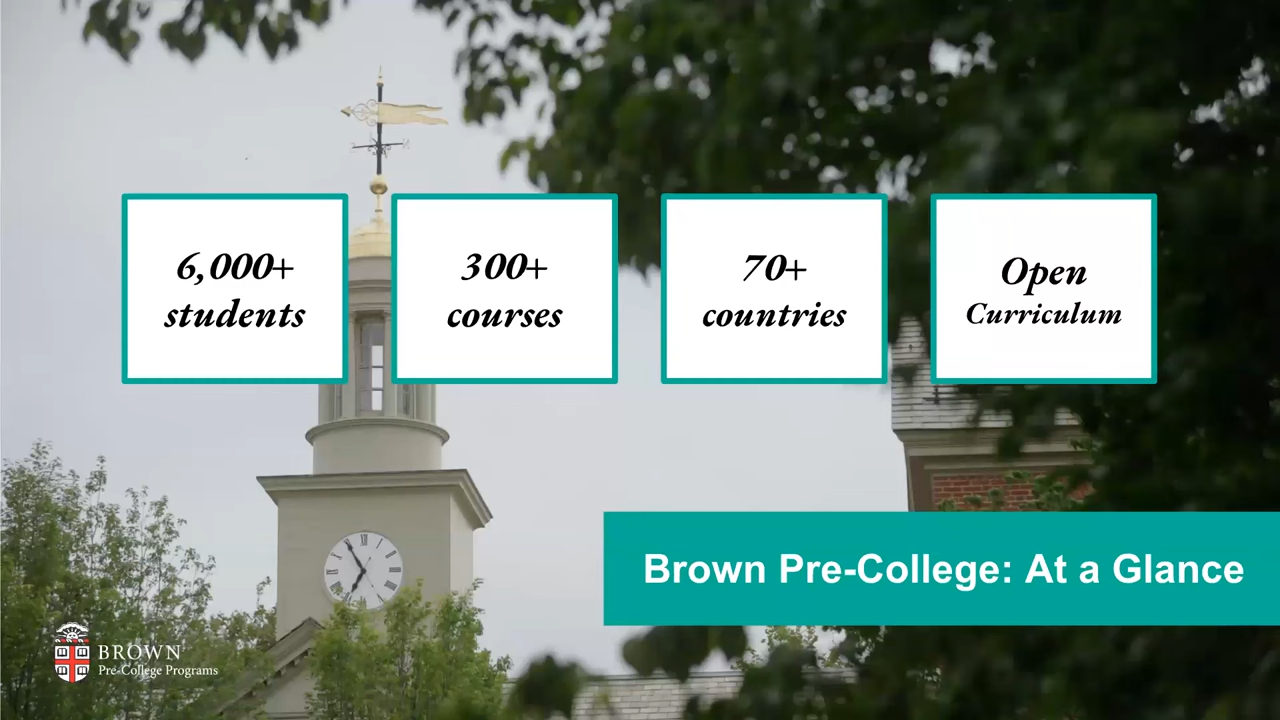 6,000+
students
300+
courses
70+
countries
Open
Curriculum
Brown Pre-College: At a Glance
BROWN
Pre-College Programs